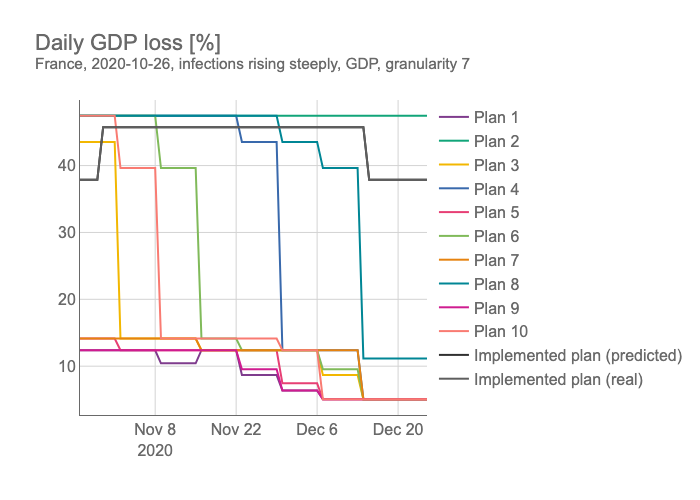 Daily GDP loss [%]
France, 2020-10-26, infections rising steeply, GDP, granularity 7
40
30
20
10
Nov 8
2020
Nov 22
Dec 6
Dec 20
Plan 1
Plan 2
Plan 3
Plan 4
Plan 5
Plan 6
Plan 7
Plan 8
Plan 9
Plan 10
Implemented plan (predicted)
Implemented plan (real)